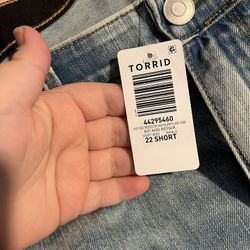 TORRID
44295460
RIP AND REPAIR
22 SHORT